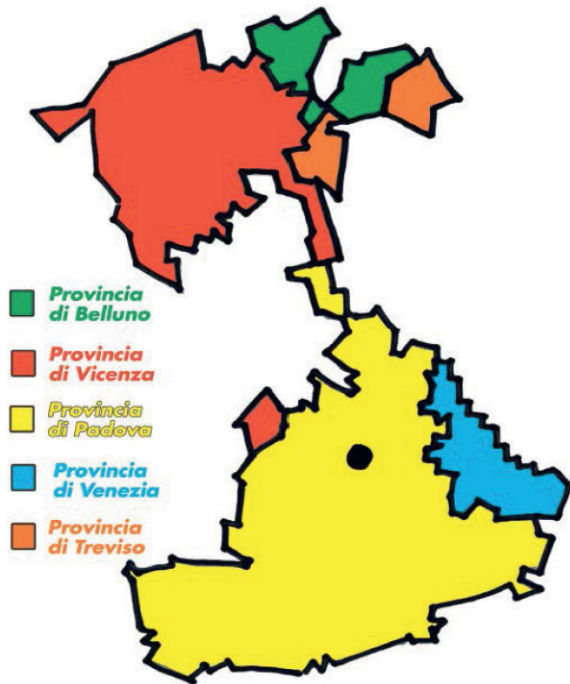 Provincia
di Belluno
Provincia
di Vicenza
Provincia
di Padova
Provincia
di Venezia
Provincia
di Treviso